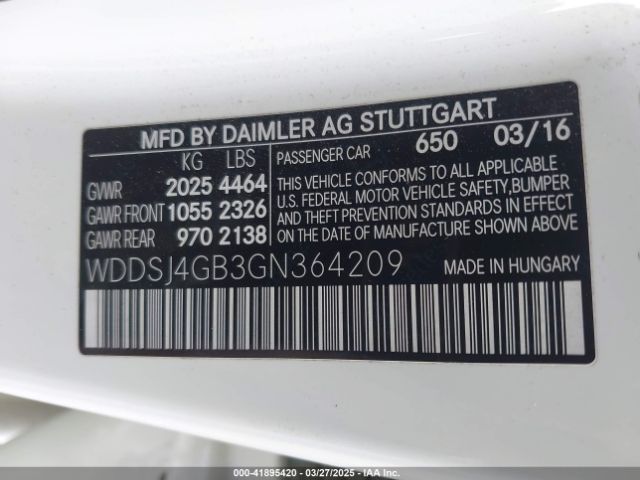 MFD BY DAIMLER AG STUTTGART
KG LBS
GVWR 2025 4464
GAWR FRONT 1055 2326
GAWR REAR 970 2138
PASSENGER CAR 650 03/16
THIS VEHICLE CONFORMS TO ALL APPLICABLE
U.S. FEDERAL MOTOR VEHICLE SAFETY,BUMPER
AND THEFT PREVENTION STANDARDS IN EFFECT
ON THE DATE OF MANUFACTURE SHOWN ABOVE
WDDSJ4GB3GN364209 MADE IN HUNGARY
000-41895420 - 03/27/2025 - IAA Inc.